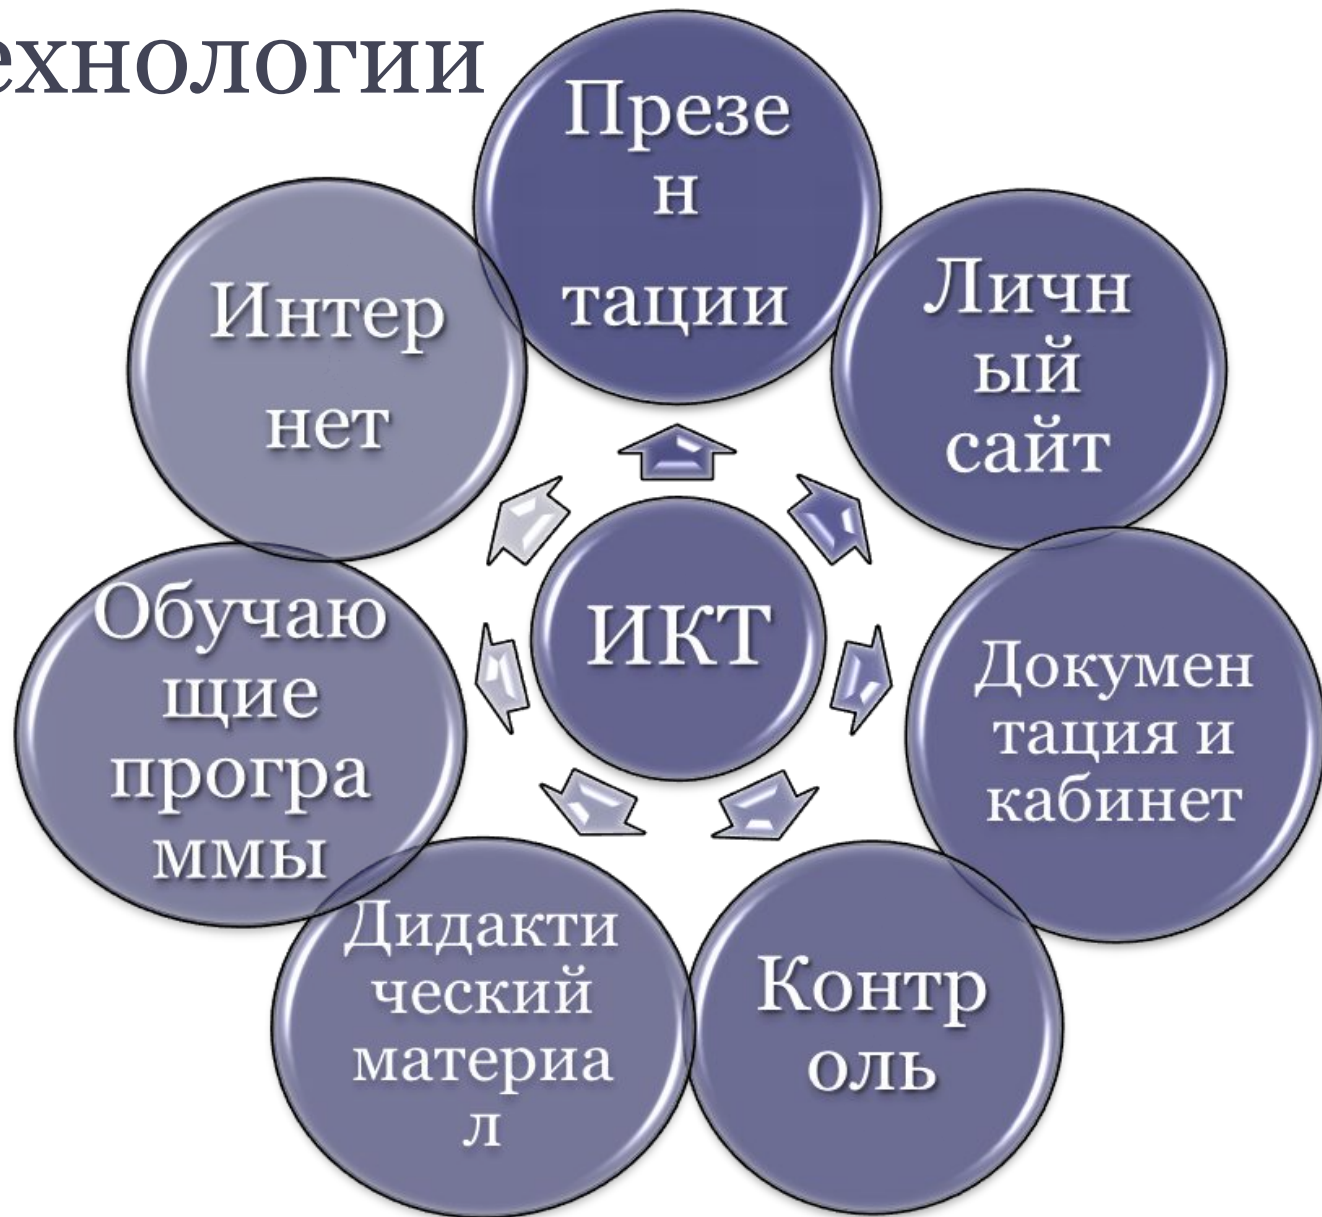 ехнологии
Презе
н
тации
Личн
ый
сайт
Докумен
тация и
кабинет
Контр
оль
Дидакти
ческий
материа
л
Обучаю
щие
програ
ммы
Интер
нет
ИКТ